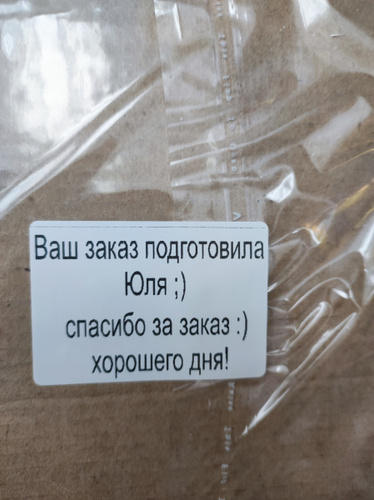 Ваш заказ подготовила
Юля ;)
спасибо за заказ :)
хорошего дня!